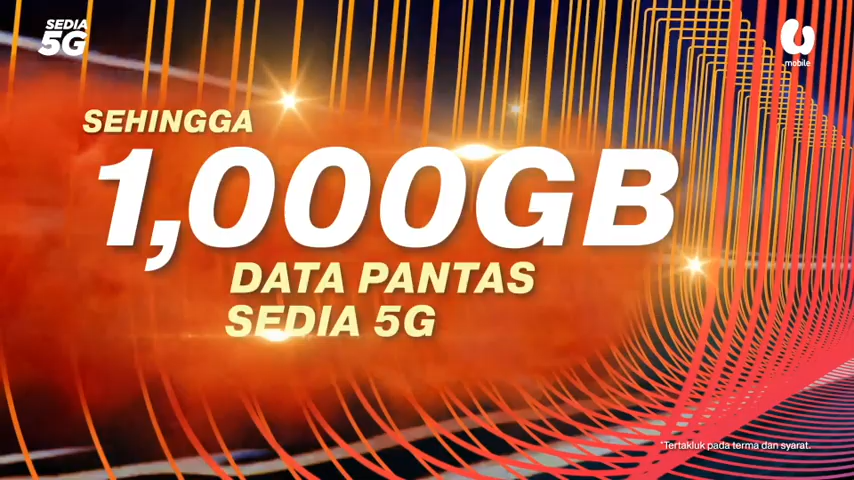 SEDIA
5G
U
mobile
SEHINGGA
1,000GB
DATA PANTAS
SEDIA 5G
*Tertakluk pada terma dan syarat.